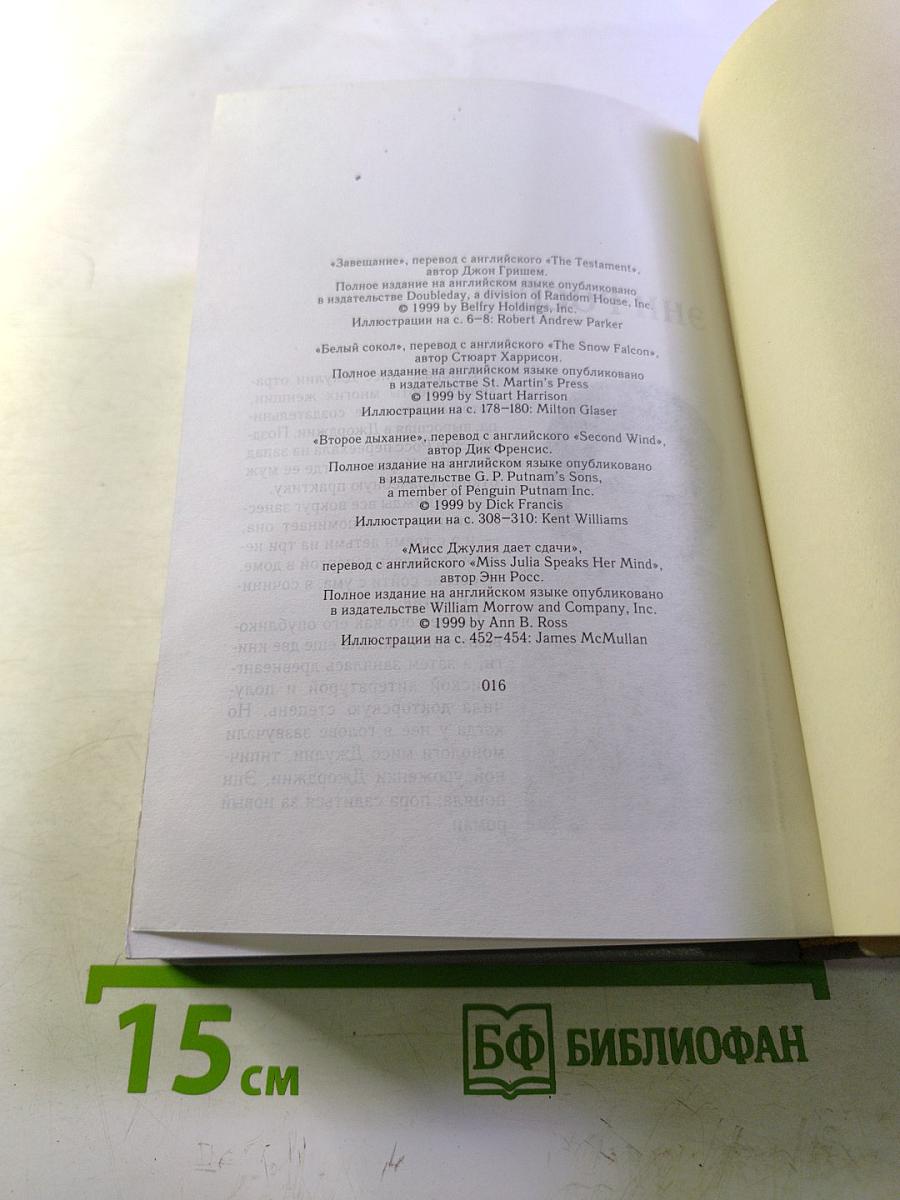 «Завещание», перевод с английского «The Testament»,
автор Джон Гришем.
Полное издание на английском языке опубликовано
в издательстве Doubleday, a division of Random House, Inc.
© 1999 by Belfry Holdings, Inc.
Иллюстрации на с. 6—8: Robert Andrew Parker
«Белый сокол», перевод с английского «The Snow Falcon»,
автор Стюарт Харрисон.
Полное издание на английском языке опубликовано
в издательстве St. Martin's Press
© 1999 by Stuart Harrison
Иллюстрации на с. 178—180: Milton Glaser
«Второе дыхание», перевод с английского «Second Wind»,
автор Дик Френсис.
Полное издание на английском языке опубликовано
в издательстве G. P. Putnam's Sons,
a member of Penguin Putnam Inc.
© 1999 by Dick Francis
Иллюстрации на с. 308—310: Kent Williams
«Мисс Джулия дает сдачи»,
перевод с английского «Miss Julia Speaks Her Mind»,
автор Энн Росс.
Полное издание на английском языке опубликовано
в издательстве William Morrow and Company, Inc.
© 1999 by Ann B. Ross
Иллюстрации на с. 452—454: James McMullan
016
15 см
БФ БИБЛИОФАН